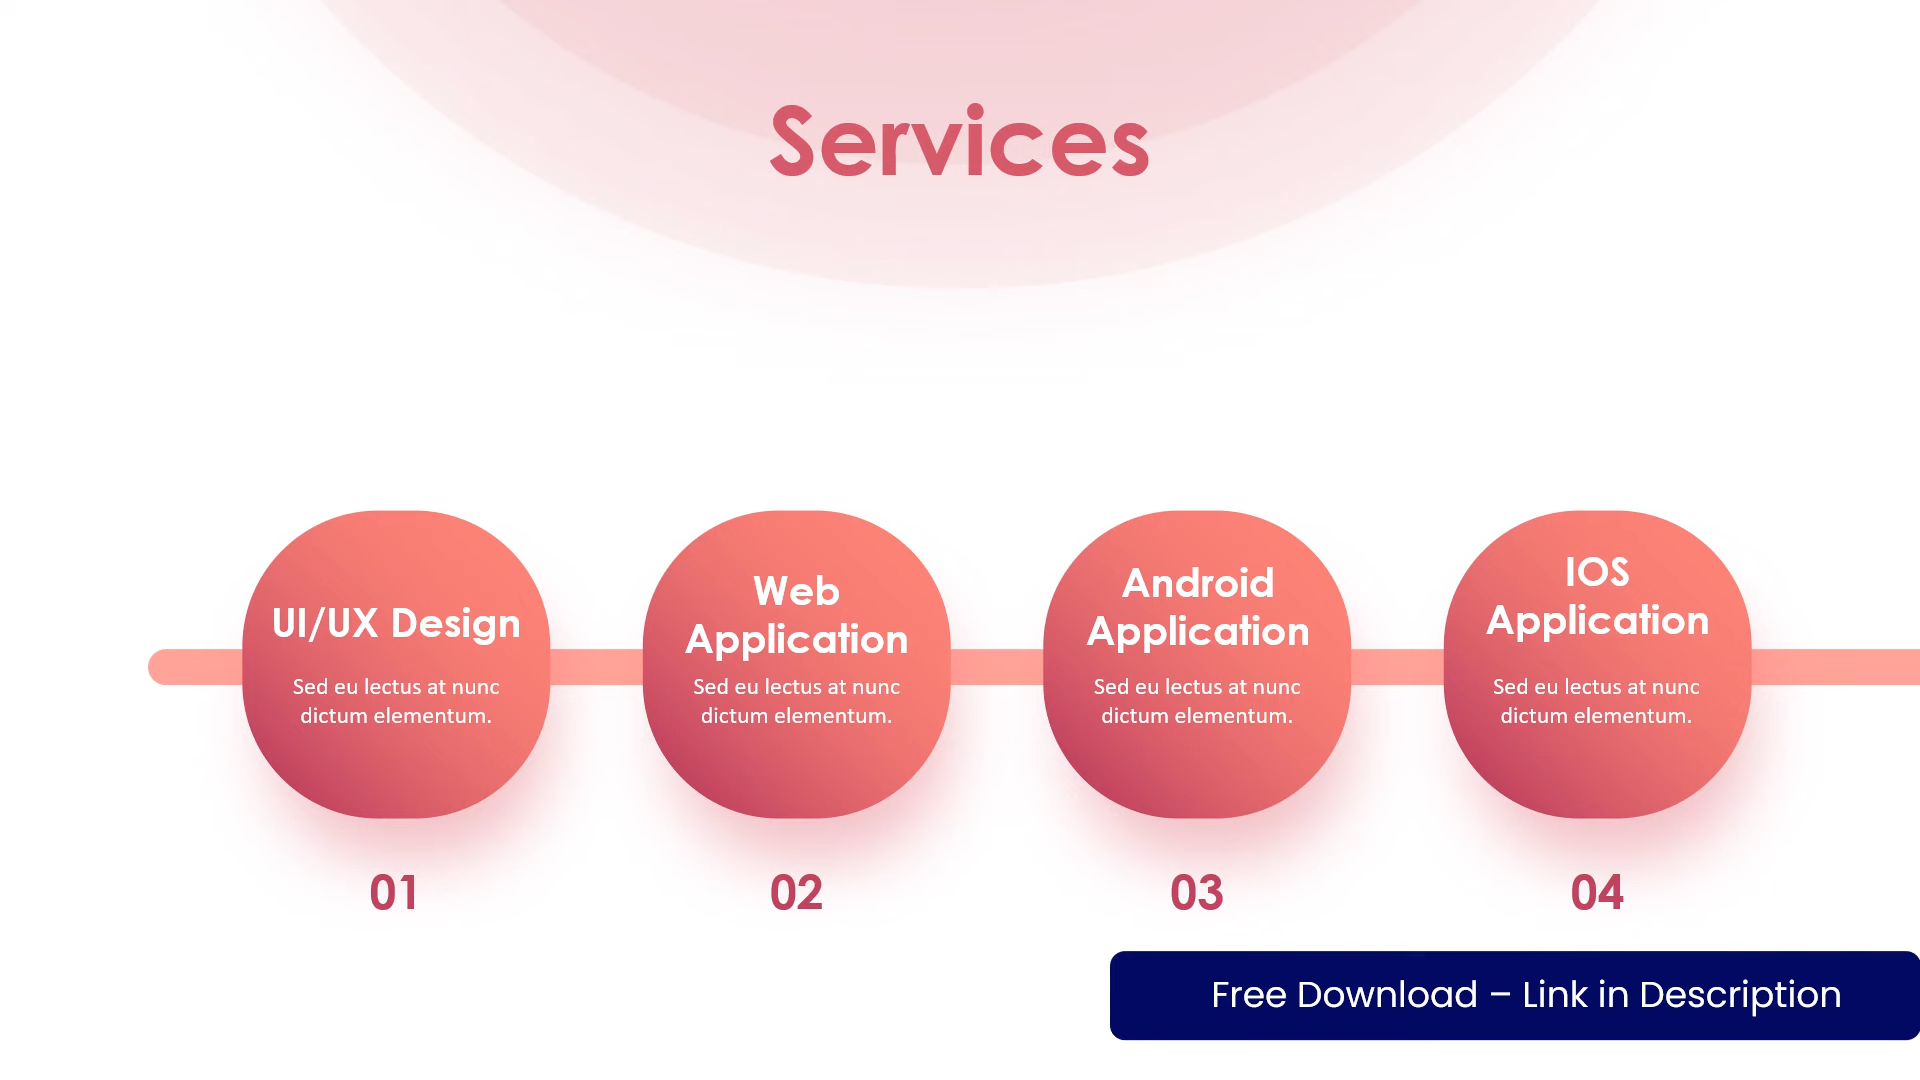 Services
UI/UX Design
Sed eu lectus at nunc
dictum elementum.
01
Web
Application
Sed eu lectus at nunc
dictum elementum.
02
Android
Application
Sed eu lectus at nunc
dictum elementum.
03
IOS
Application
Sed eu lectus at nunc
dictum elementum.
04
Free Download – Link in Description